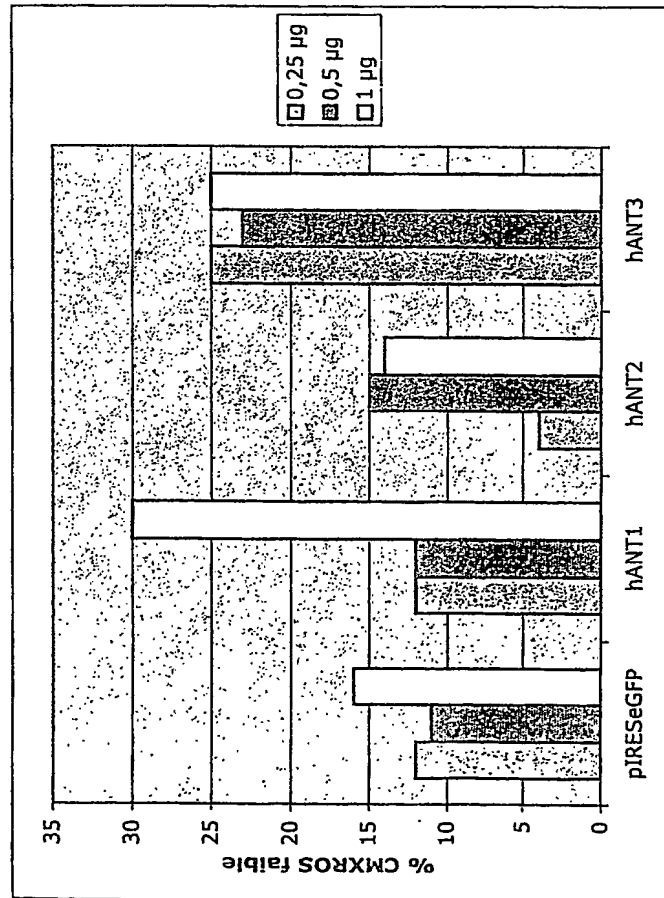 % CMXROS faible
35
30
25
20
15
10
5
0
pIRESeGFP
hANT1
hANT2
hANT3
0,25 µg
0,5 µg
1 µg